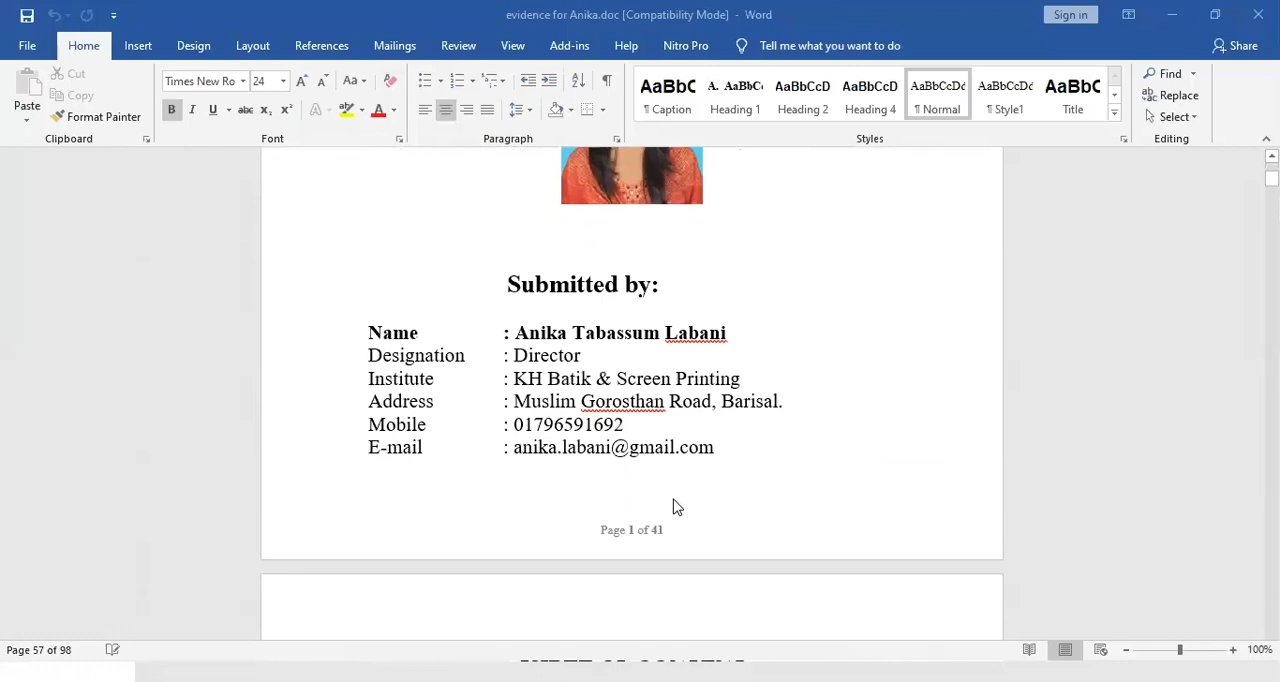 evidence for Anika.doc [Compatibility Mode] - Word
Sign in
File Home Insert Design Layout References Mailings Review View Add-ins Help Nitro Pro Tell me what you want to do Share
Paste
Cut
Copy
Format Painter
Times New Ro 24
AaBbC Caption
A. AaBbC Heading 1
AaBbCcD Heading 2
AaBbCcD Heading 4
AaBbCcDd ¶ Normal
AaBbCcDd ¶ Style1
AaBbC Title
Find
Replace
Select
Clipboard Font Paragraph Styles Editing
Submitted by:
Name : Anika Tabassum Labani
Designation : Director
Institute : KH Batik & Screen Printing
Address : Muslim Gorosthan Road, Barisal.
Mobile : 01796591692
E-mail : anika.labani@gmail.com
Page 1 of 41
Page 57 of 98
100%